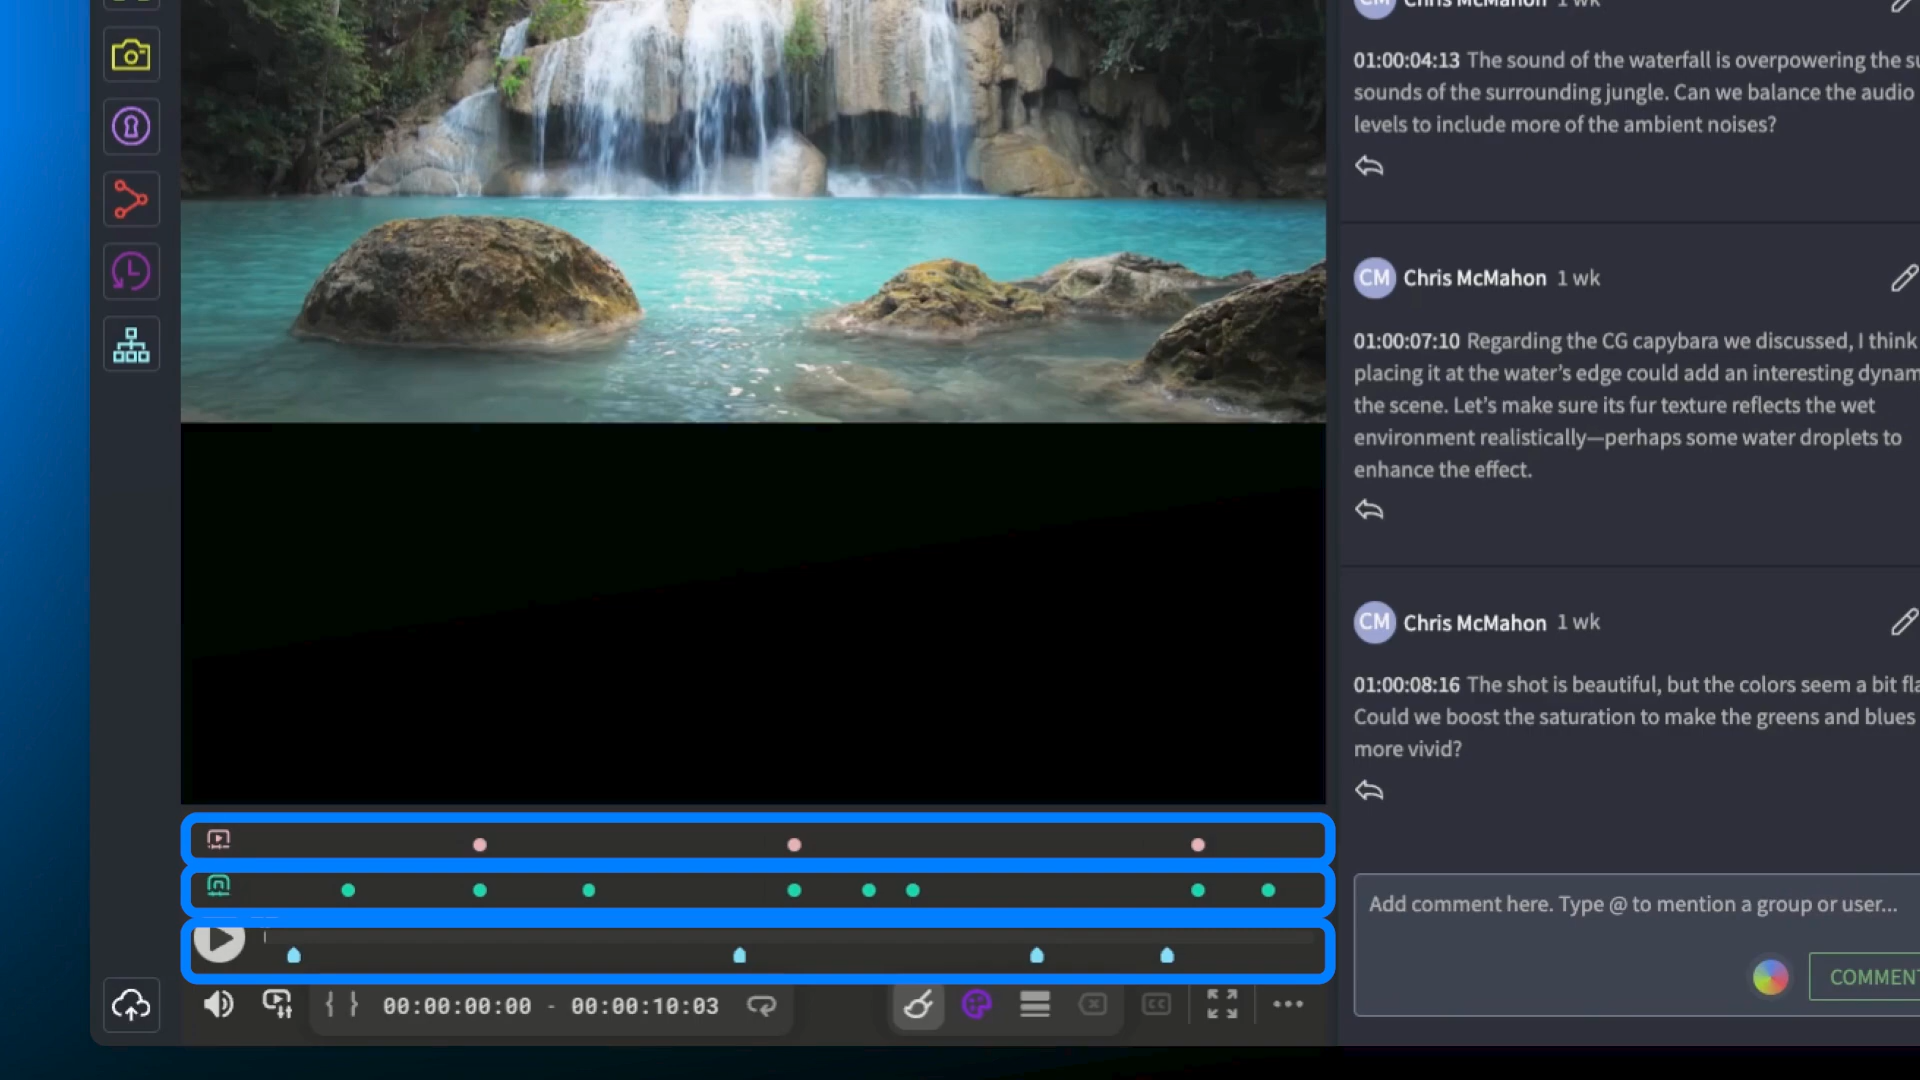 Chris McMahon 1 wk
01:00:04:13 The sound of the waterfall is overpowering the
sounds of the surrounding jungle. Can we balance the audio
levels to include more of the ambient noises?
CM Chris McMahon 1 wk
01:00:07:10 Regarding the CG capybara we discussed, I think
placing it at the water’s edge could add an interesting
the scene. Let’s make sure its fur texture reflects the wet
environment realistically—perhaps some water droplets to
enhance the effect.
CM Chris McMahon 1 wk
01:00:08:16 The shot is beautiful, but the colors seem a bit
Could we boost the saturation to make the greens and blues
more vivid?
Add comment here. Type @ to mention a group or user...
COMMENT
{ } 00:00:00:00 - 00:00:10:03
CC